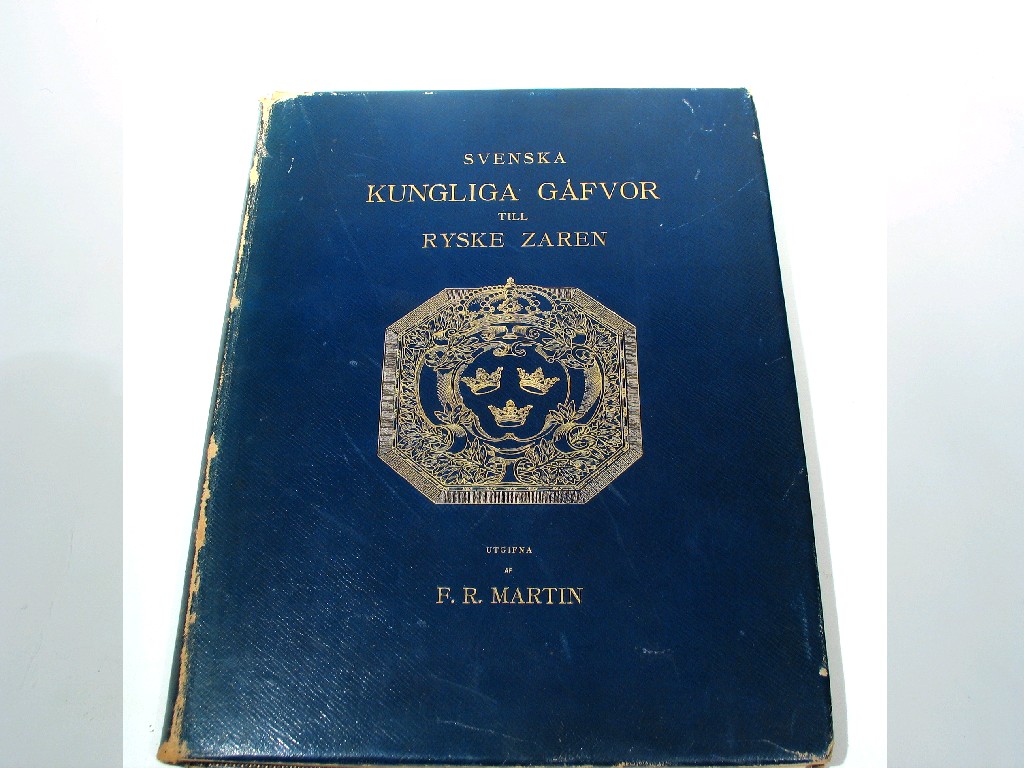 SVENSKA
KUNGLIGA GÅFVOR
TILL
RYSKE ZAREN
UTGIFNA
AF
F. R. MARTIN